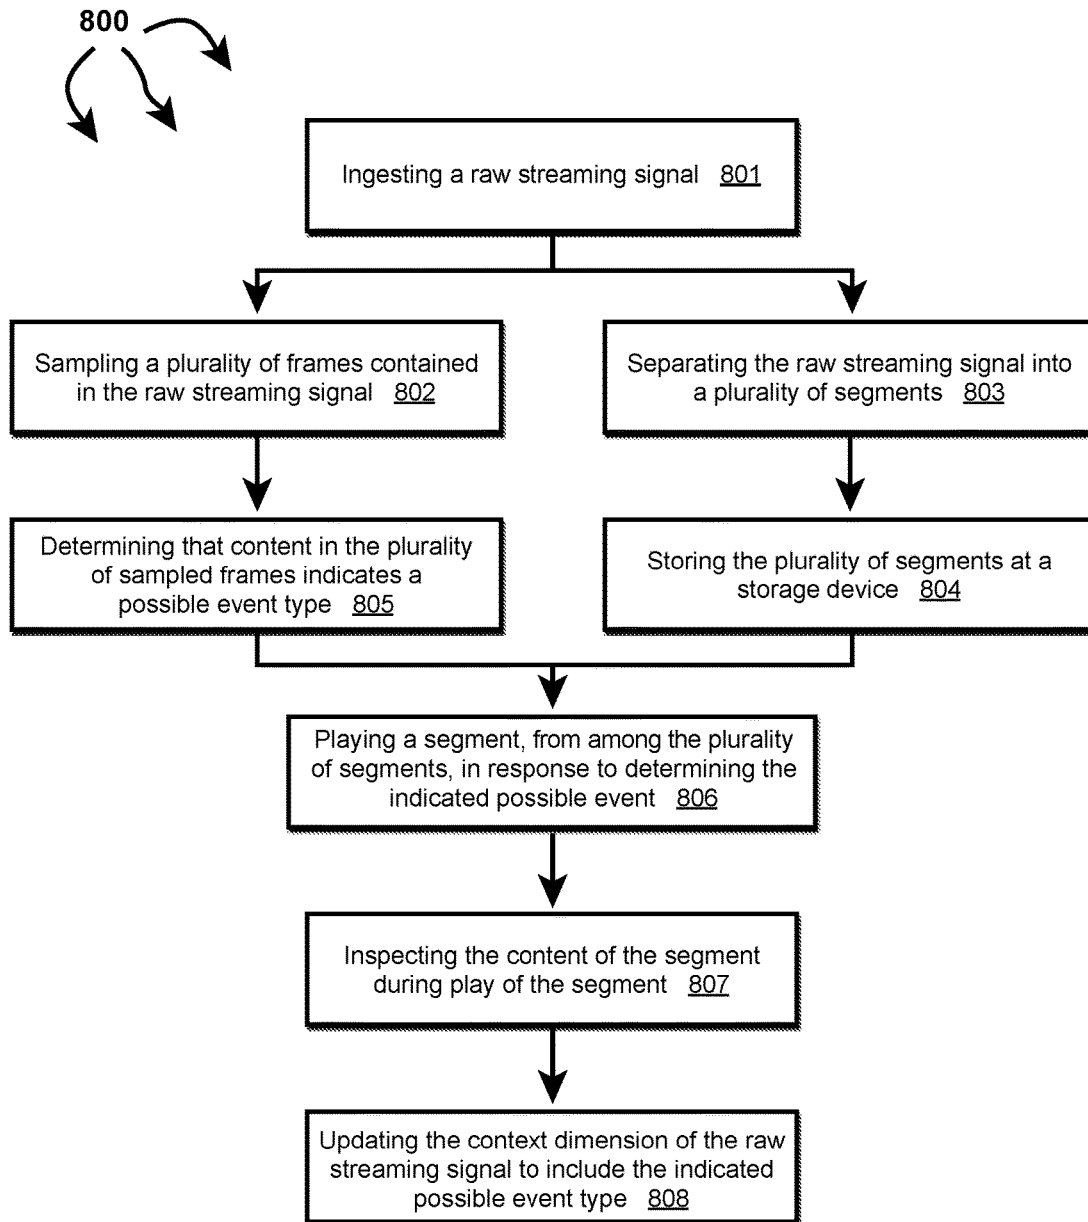 800
Ingesting a raw streaming signal 801
Sampling a plurality of frames contained
in the raw streaming signal 802
Separating the raw streaming signal into
a plurality of segments 803
Determining that content in the plurality
of sampled frames indicates a
possible event type 805
Storing the plurality of segments at a
storage device 804
Playing a segment, from among the plurality
of segments, in response to determining the
indicated possible event 806
Inspecting the content of the segment
during play of the segment 807
Updating the context dimension of the raw
streaming signal to include the indicated
possible event type 808